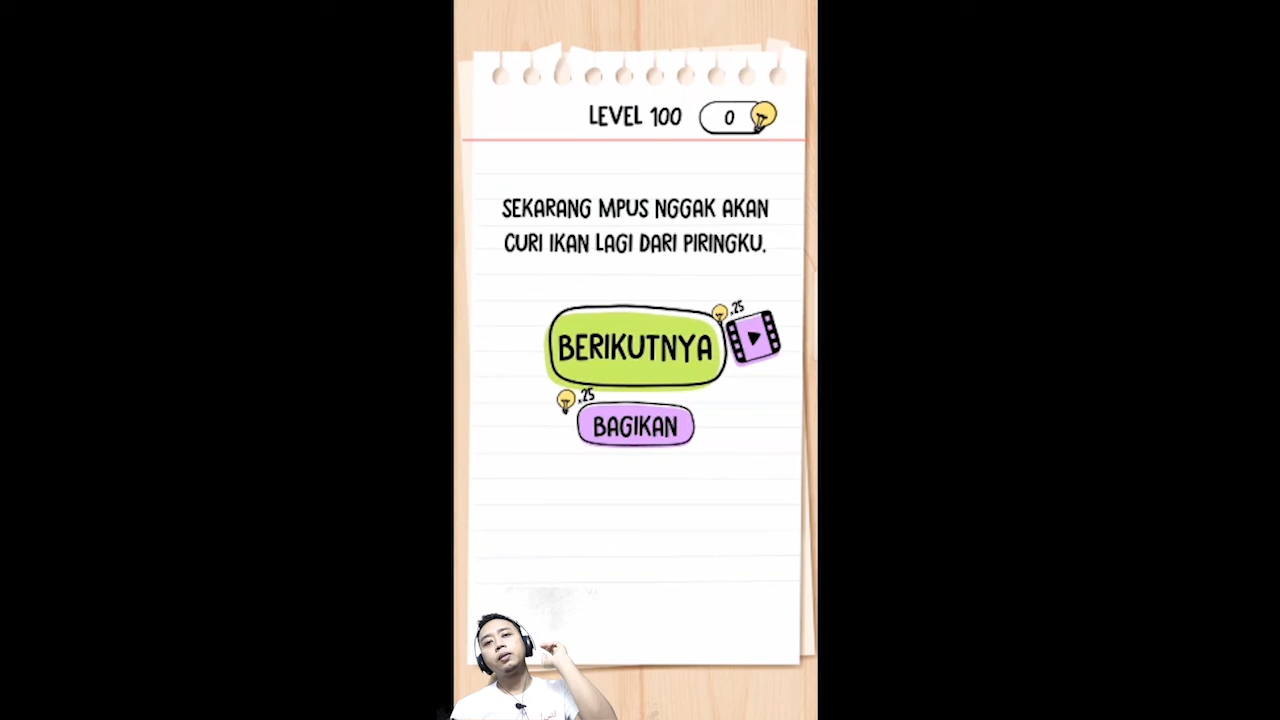 LEVEL 100
0
SEKARANG MPUS NGGAK AKAN
CURI IKAN LAGI DARI PIRINGKU.
BERIKUTNYA
×25
×25
BAGIKAN